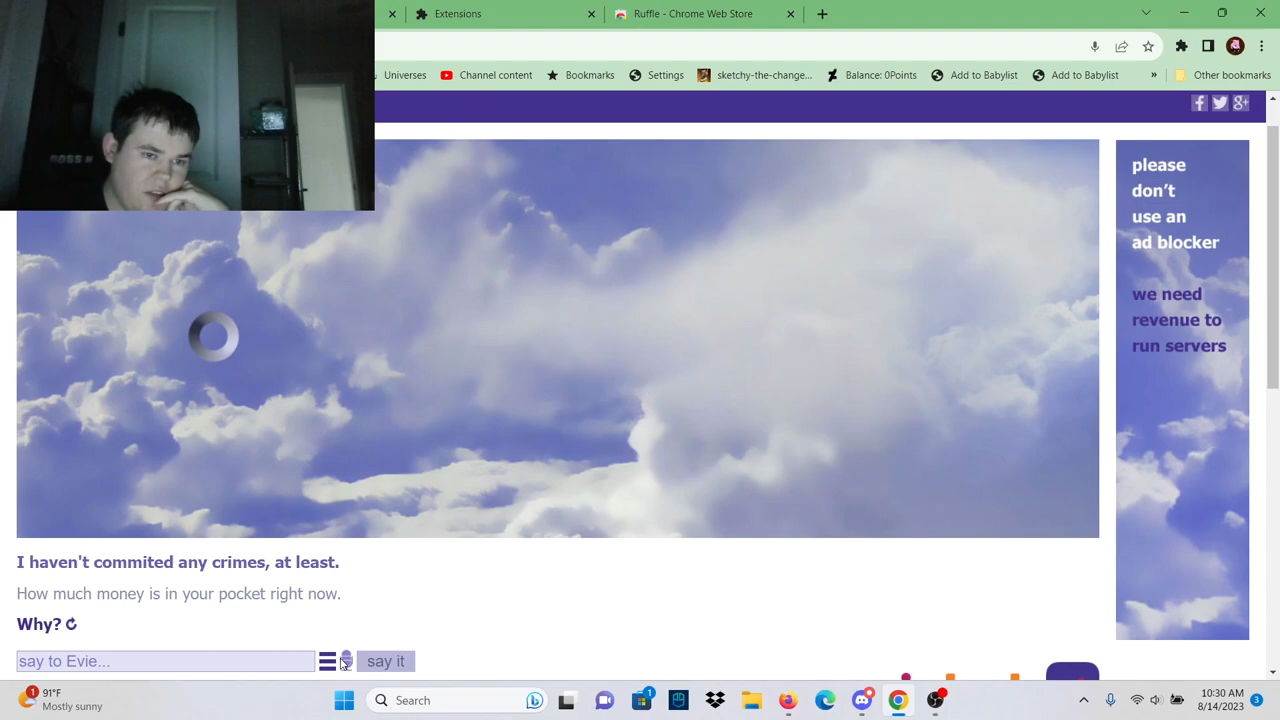 Extensions
Ruffle - Chrome Web Store
Universes
Channel content
Bookmarks
Settings
sketchy-the-change...
Balance: 0Points
Add to Babylist
Add to Babylist
»
Other bookmarks
please
don't
use an
ad blocker
we need
revenue to
run servers
I haven't commited any crimes, at least.
How much money is in your pocket right now.
Why?
say to Evie...
say it
1
91°F
Mostly sunny
Search
1
10:30 AM
8/14/2023
3